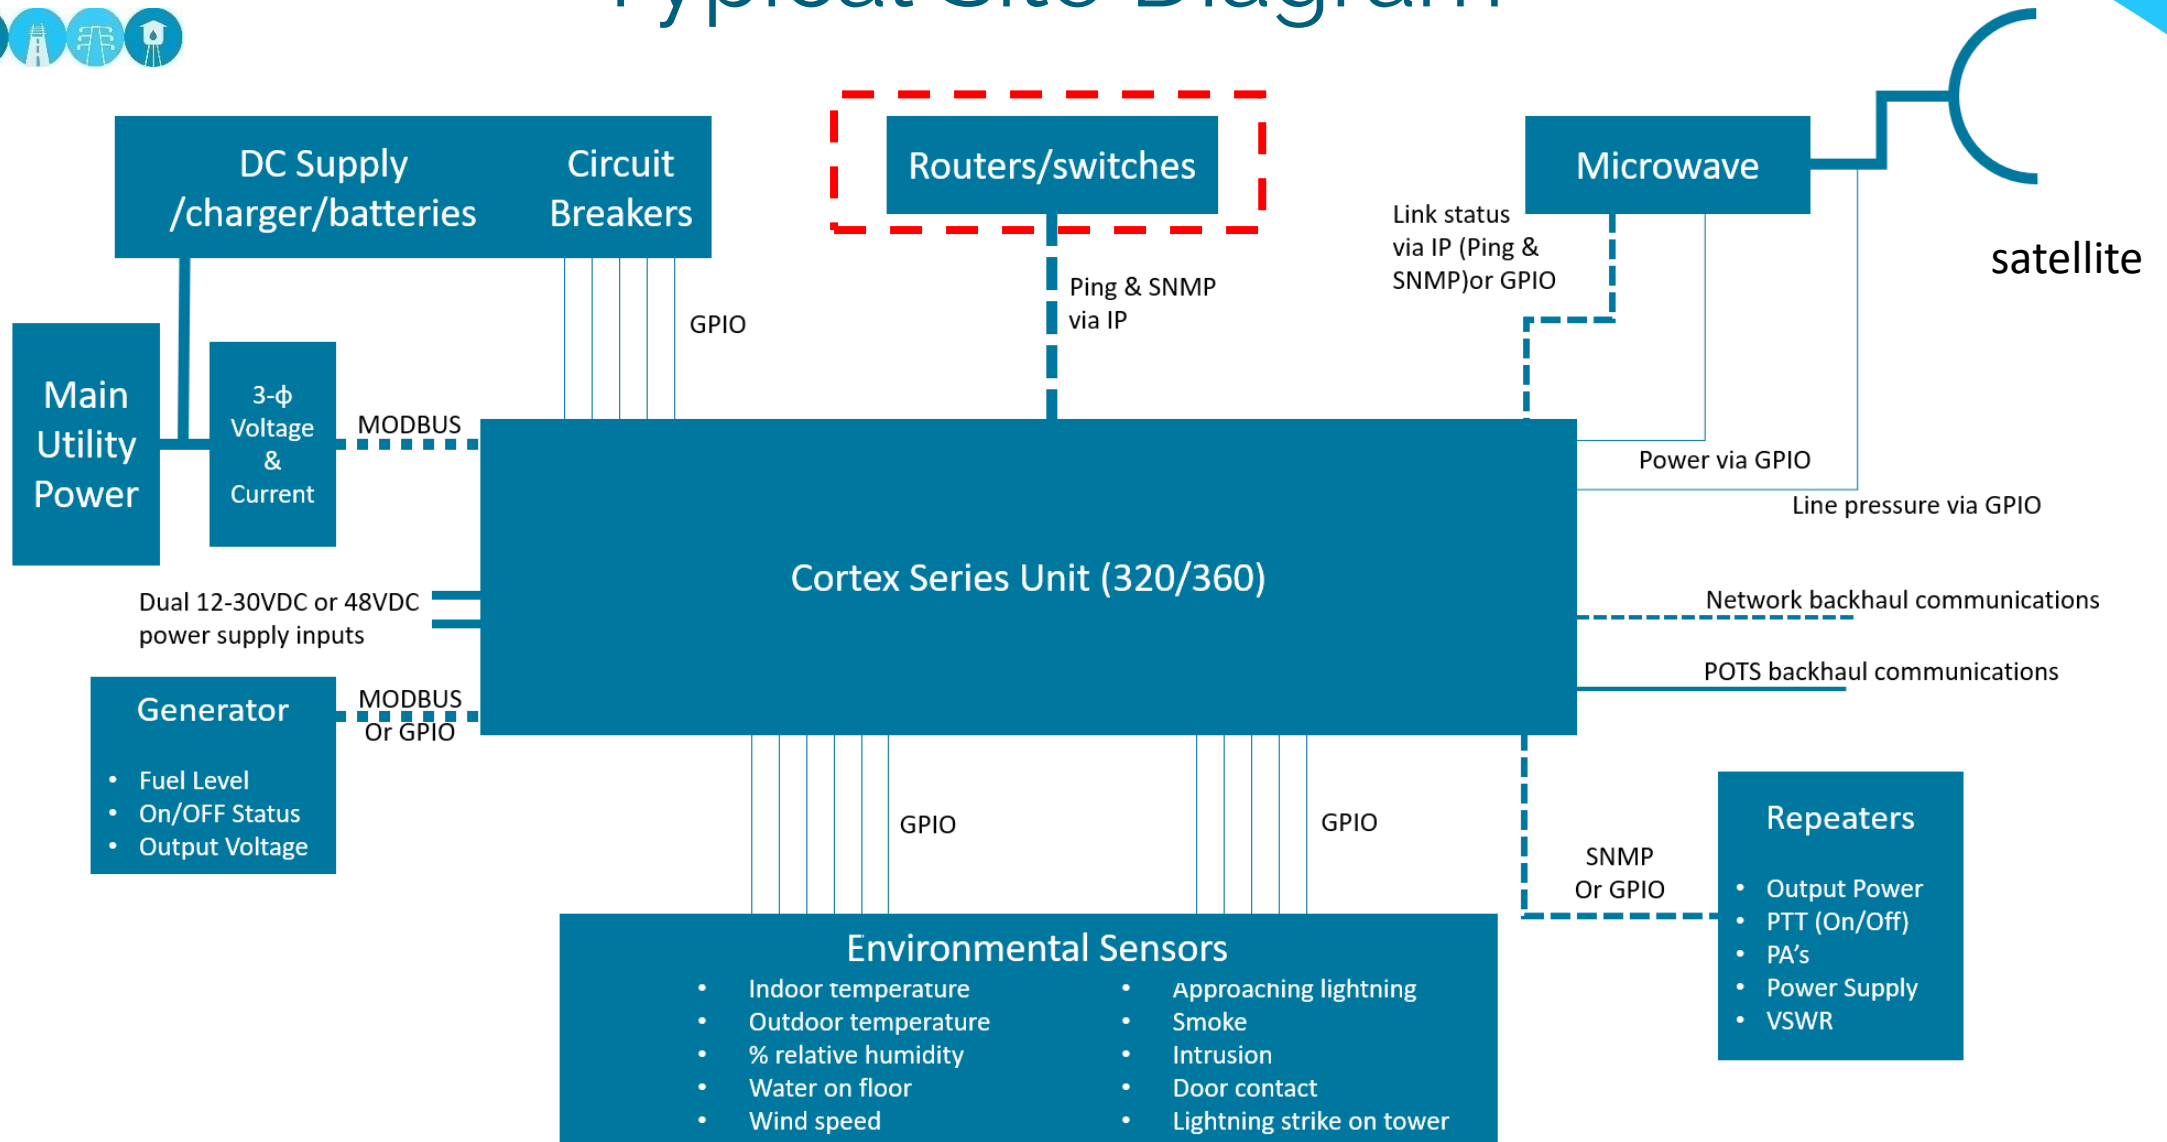 Typical Site Diagram
DC Supply
/charger/batteries
Circuit
Breakers
Routers/switches
Microwave
Link status
via IP (Ping &
SNMP)or GPIO
satellite
Ping & SNMP
via IP
GPIO
Main
Utility
Power
3-ϕ
Voltage
&
Current
MODBUS
Power via GPIO
Line pressure via GPIO
Cortex Series Unit (320/360)
Dual 12-30VDC or 48VDC
power supply inputs
Network backhaul communications
POTS backhaul communications
Generator
• Fuel Level
• On/OFF Status
• Output Voltage
MODBUS
Or GPIO
GPIO
GPIO
SNMP
Or GPIO
Repeaters
• Output Power
• PTT (On/Off)
• PA’s
• Power Supply
• VSWR
Environmental Sensors
• Indoor temperature
• Outdoor temperature
• % relative humidity
• Water on floor
• Wind speed
• Approaching lightning
• Smoke
• Intrusion
• Door contact
• Lightning strike on tower